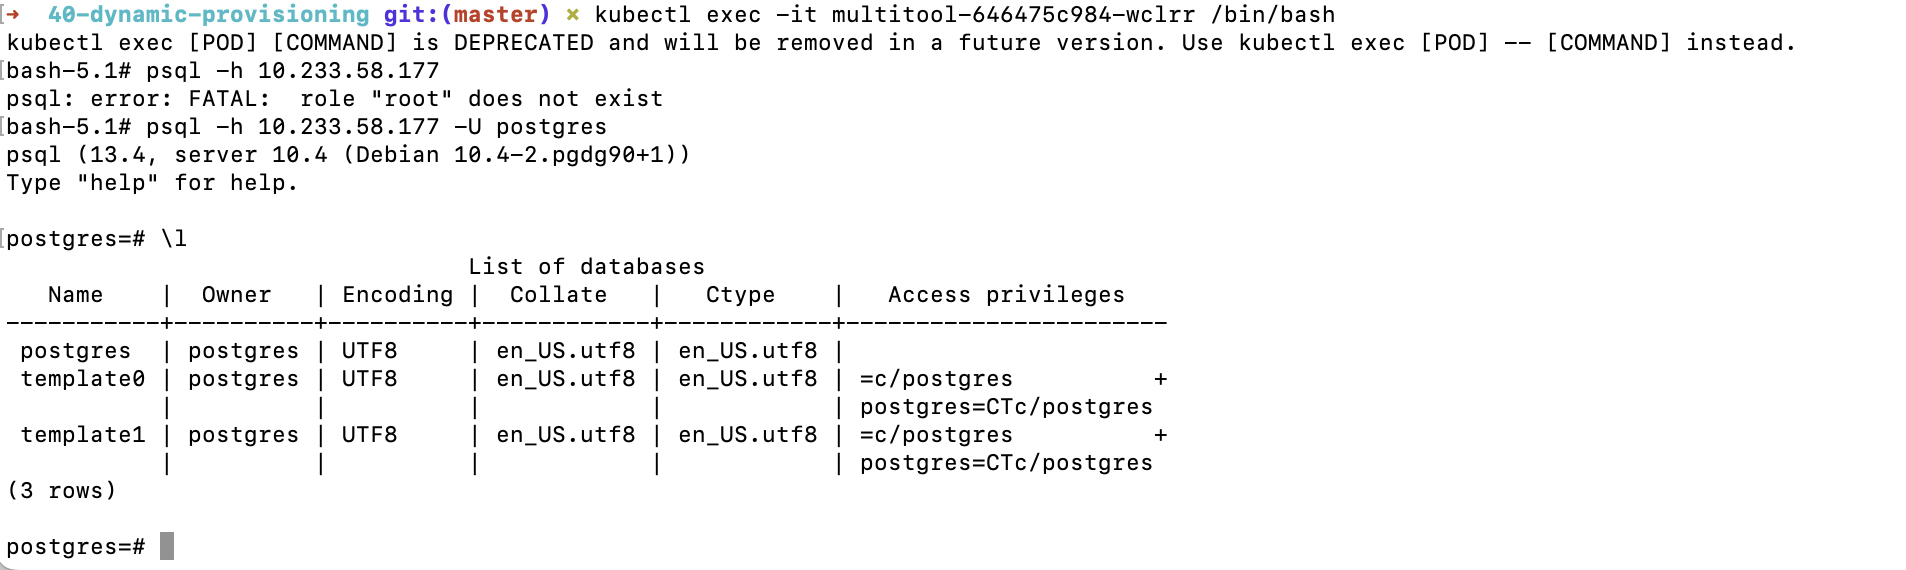 [→  40-dynamic-provisioning git:(master) × kubectl exec -it multitool-646475c984-wclrr /bin/bash
kubectl exec [POD] [COMMAND] is DEPRECATED and will be removed in a future version. Use kubectl exec [POD] -- [COMMAND] instead.
[bash-5.1# psql -h 10.233.58.177
psql: error: FATAL:  role "root" does not exist
[bash-5.1# psql -h 10.233.58.177 -U postgres
psql (13.4, server 10.4 (Debian 10.4-2.pgdg90+1))
Type "help" for help.

[postgres=# \l
                                 List of databases
   Name    |  Owner   | Encoding |  Collate   |   Ctype    |   Access privileges
-----------+----------+----------+------------+------------+-----------------------
 postgres  | postgres | UTF8     | en_US.utf8 | en_US.utf8 |
 template0 | postgres | UTF8     | en_US.utf8 | en_US.utf8 | =c/postgres          +
           |          |          |            |            | postgres=CTc/postgres
 template1 | postgres | UTF8     | en_US.utf8 | en_US.utf8 | =c/postgres          +
           |          |          |            |            | postgres=CTc/postgres
(3 rows)

postgres=#